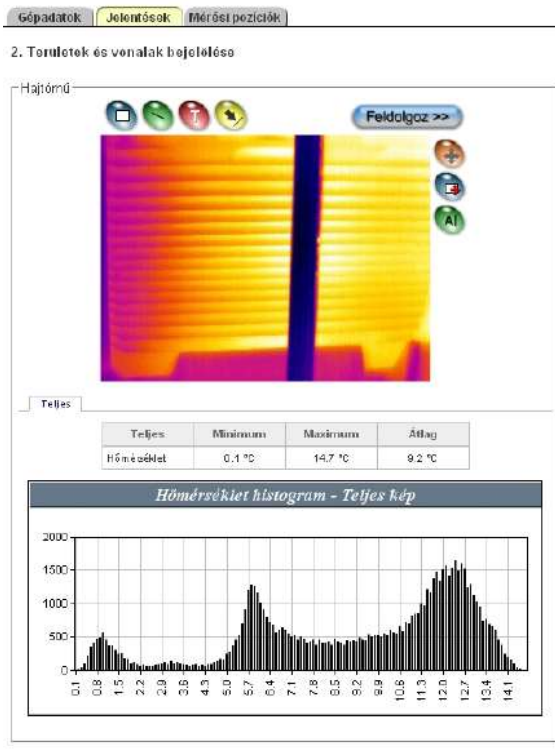 Gépadatok Jelentések Mérési pozíciók
2. Területek és vonalak bejelölése
Hajtómű
T
Feldolgoz >>
A
Teljes
Teljes Minimum Maximum Átlag
Hőmérséklet 0.1 °C 14.7 °C 9.2 °C
Hőmérséklet histogram - Teljes kép
2000
1500
1000
500
0
0.1 0.8 1.5 2.2 2.9 3.6 4.3 5.0 5.7 6.4 7.1 7.8 8.5 9.2 9.9 10.6 11.3 12.0 12.7 13.4 14.1